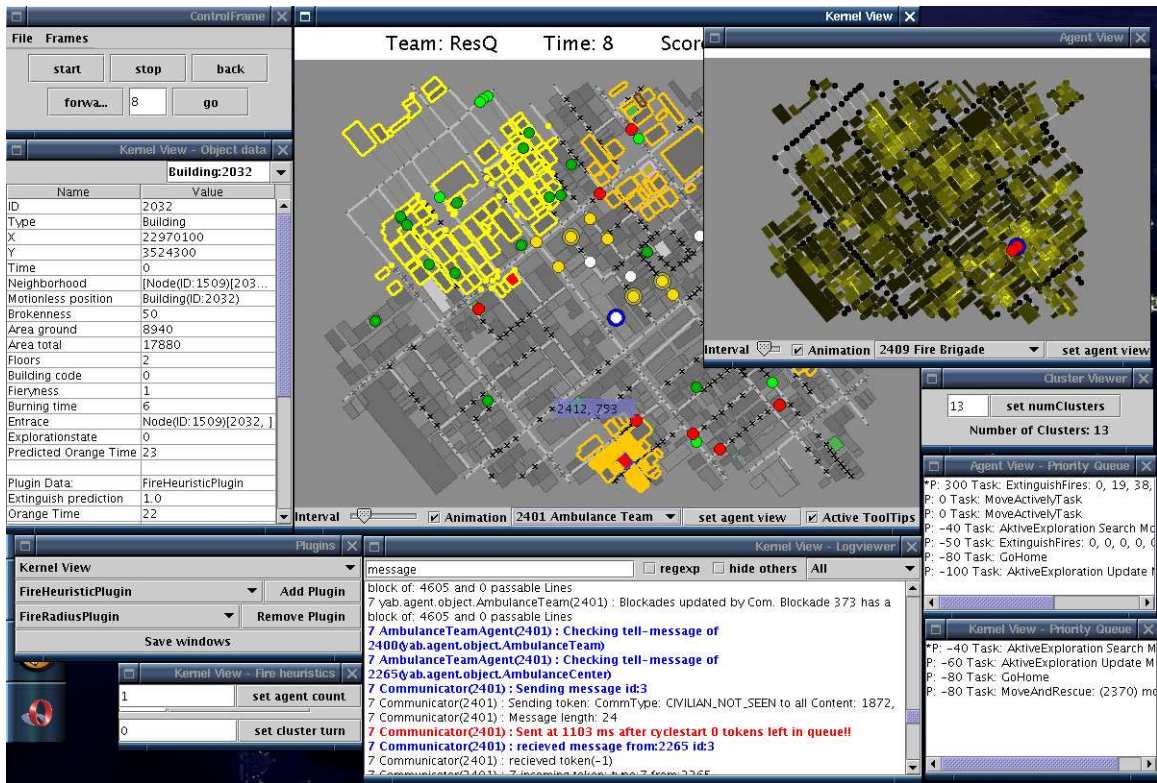 ControlFrame
File Frames
start stop back
forwa... 8 go
Kernel View - Object data
Building:2032
Name Value
ID 2032
Type Building
X 22970100
Y 3524300
Time 0
Neighborhood [Node(ID:1509)[203...
Motionless position Building(ID:2032)
Brokenness 50
Area ground 8940
Area total 17880
Floors 2
Building code 0
Fieryness 1
Burning time 6
Entrace Node(ID:1509)[2032, ]
Explorationstate 0
Predicted Orange Time 23
Plugin Data: FireHeuristicPlugin
Extinguish prediction 1.0
Orange Time 22
Kernel View
Team: ResQ Time: 8 Score
2412, 753
Interval Animation 2401 Ambulance Team set agent view Active ToolTips
Agent View
Interval Animation 2409 Fire Brigade set agent view
Cluster Viewer
13 set numClusters
Number of Clusters: 13
Agent View - Priority Queue
*P: 300 Task: ExtinguishFires: 0, 19, 38,
P: 0 Task: MoveActivelyTask
P: 0 Task: MoveActivelyTask
P: -40 Task: AktiveExploration Search Mo
P: -50 Task: ExtinguishFires: 0, 0, 0, 0, 0
P: -80 Task: GoHome
P: -100 Task: AktiveExploration Update M
Plugins
Kernel View
FireHeuristicPlugin Add Plugin
FireRadiusPlugin Remove Plugin
Save windows
Kernel View - Fire heuristics
1 set agent count
0 set cluster turn
Kernel View - Logviewer
message regexp hide others All
block of: 4605 and 0 passable Lines
7 yab.agent.object.AmbulanceTeam(2401) : Blockades updated by Com. Blockade 373 has a
block of: 4605 and 0 passable Lines
7 AmbulanceTeamAgent(2401) : Checking tell-message of
2400(yab.agent.object.AmbulanceTeam)
7 AmbulanceTeamAgent(2401) : Checking tell-message of
2265(yab.agent.object.AmbulanceCenter)
7 Communicator(2401) : Sending message id:3
7 Communicator(2401) : Sending token: CommType: CIVILIAN_NOT_SEEN to all Content: 1872,
7 Communicator(2401) : Message length: 24
7 Communicator(2401) : Sent at 1103 ms after cyclestart 0 tokens left in queue!!
7 Communicator(2401) : recieved message from:2265 id:3
7 Communicator(2401) : recieved token(-1)
7 Communicator(2401) : 7 incoming token: type:7 from:2265
Kernel View - Priority Queue
*P: -40 Task: AktiveExploration Search M
P: -60 Task: AktiveExploration Update M
P: -80 Task: GoHome
P: -80 Task: MoveAndRescue: (2370) mo